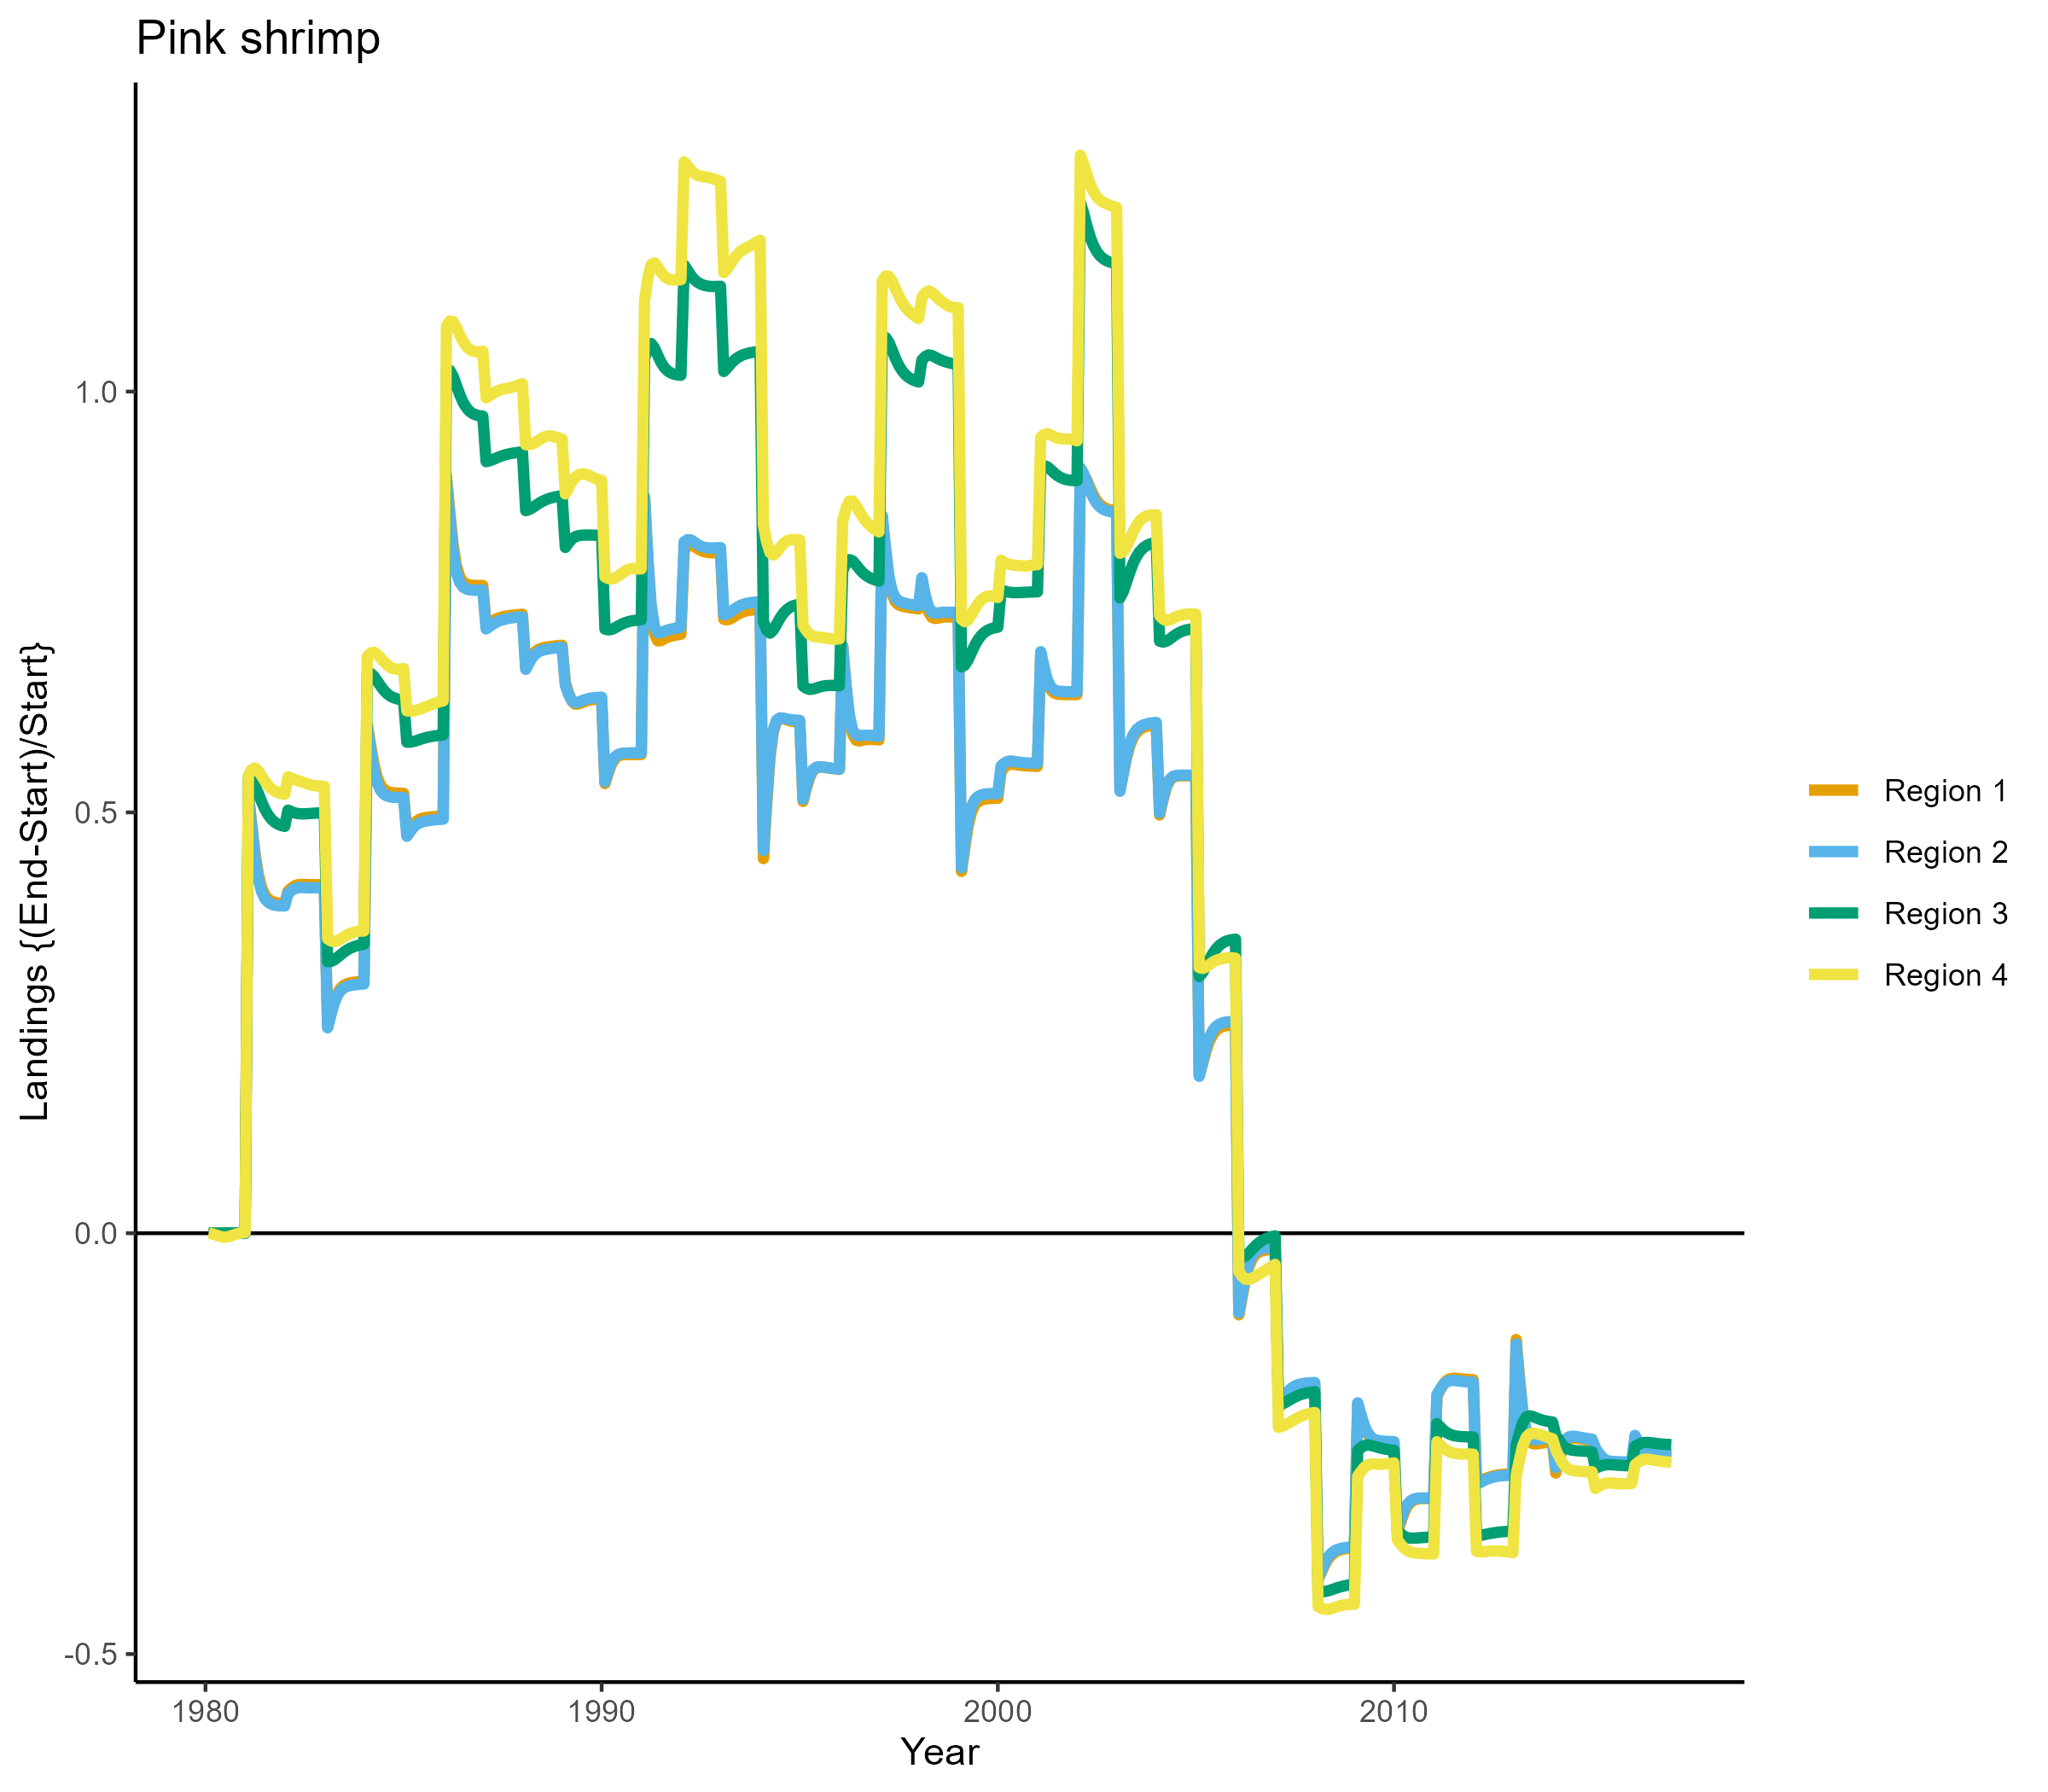 Pink shrimp
Landings {(End-Start)/Start}
1.0
0.5
0.0
-0.5
1980
1990
2000
2010
Year
Region 1
Region 2
Region 3
Region 4